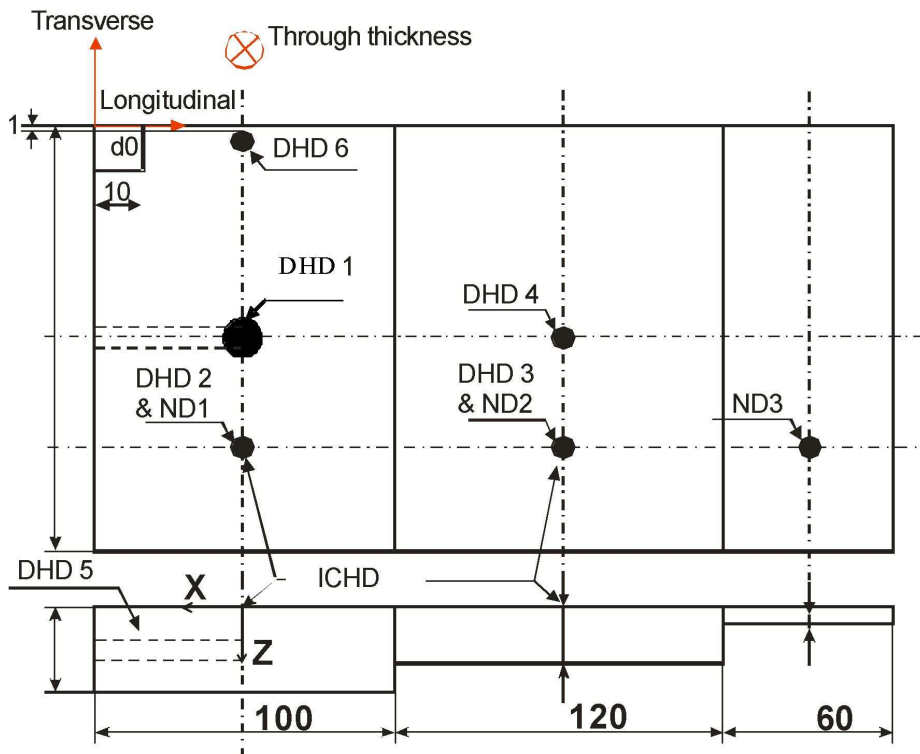 Transverse
Through thickness
Longitudinal
1
d0
DHD 6
10
DHD 1
DHD 4
DHD 2
& ND1
DHD 3
& ND2
ND3
DHD 5
X
ICHD
Z
100
120
60